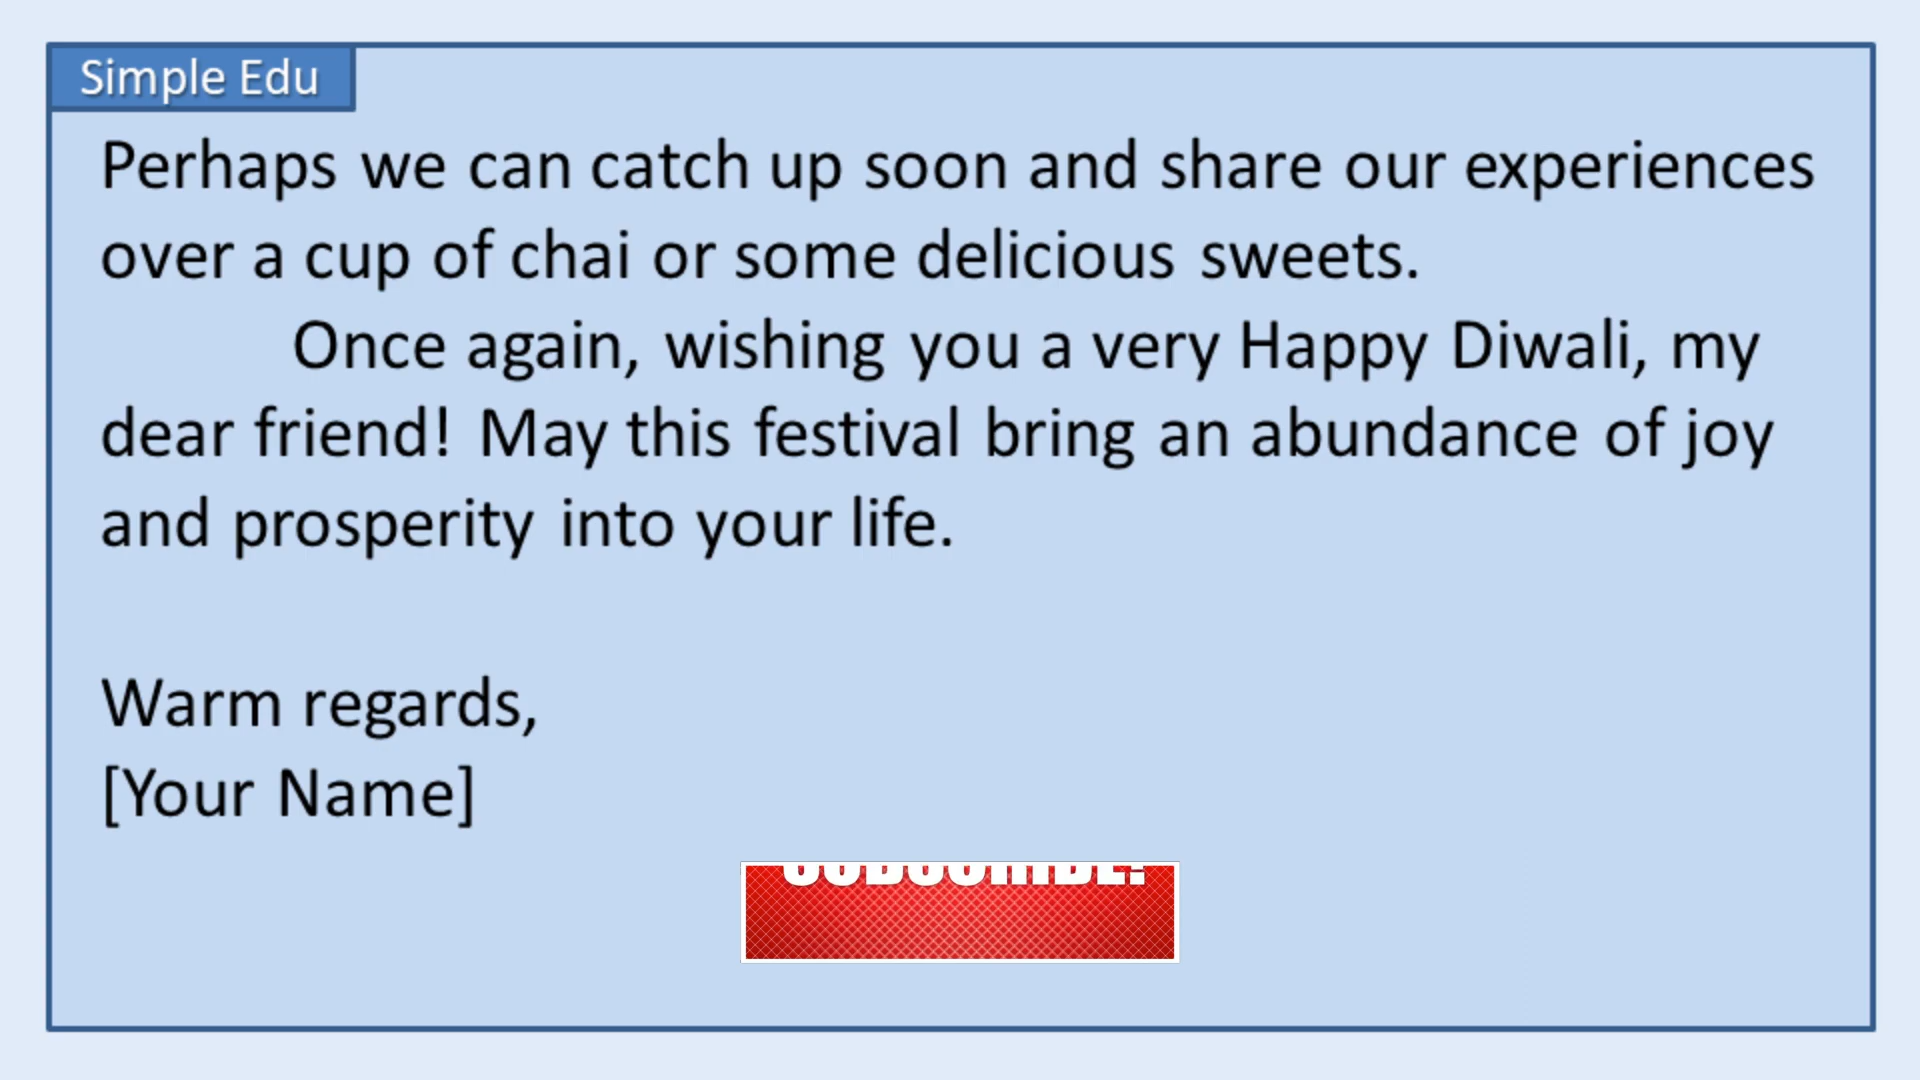 Simple Edu
Perhaps we can catch up soon and share our experiences
over a cup of chai or some delicious sweets.
Once again, wishing you a very Happy Diwali, my
dear friend! May this festival bring an abundance of joy
and prosperity into your life.
Warm regards,
[Your Name]
SUBSCRIBE!